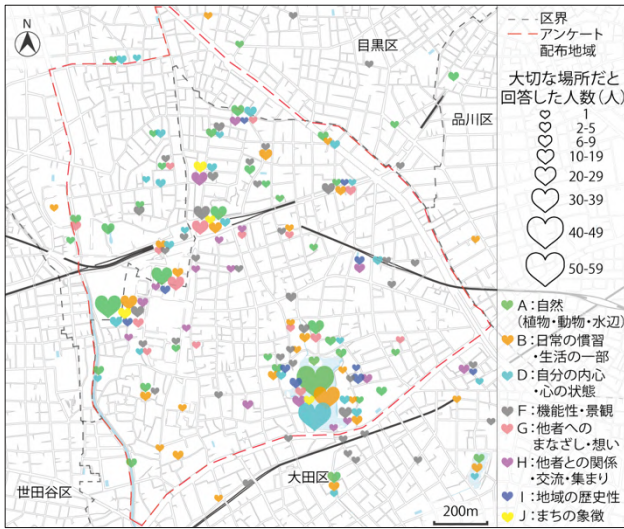 N
目黒区
品川区
世田谷区
大田区
200m
区界
アンケート
配布地域
大切な場所だと
回答した人数(人)
1
2-5
6-9
10-19
20-29
30-39
40-49
50-59
A:自然
(植物・動物・水辺)
B:日常の慣習
・生活の一部
D:自分の内心
・心の状態
F:機能性・景観
G:他者への
まなざし・想い
H:他者との関係
・交流・集まり
I:地域の歴史性
J:まちの象徴